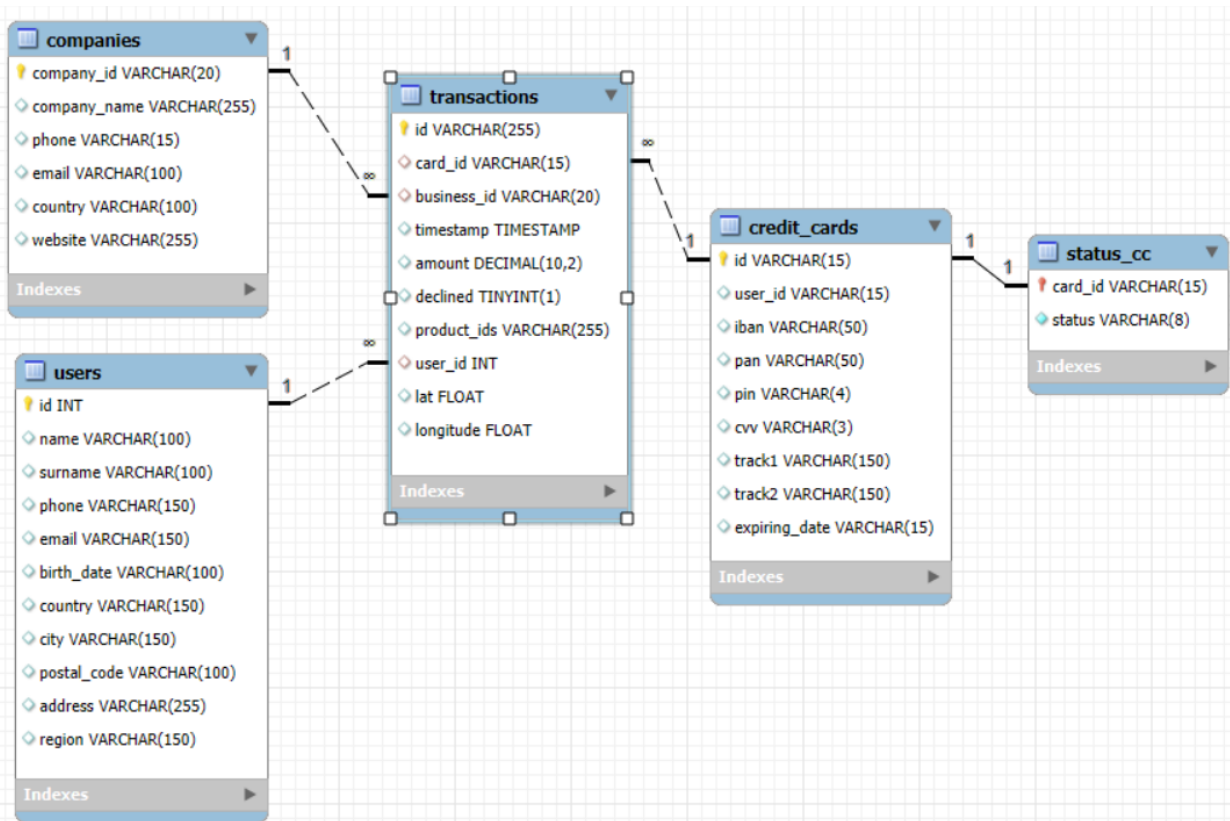 companies
company_id VARCHAR(20)
company_name VARCHAR(255)
phone VARCHAR(15)
email VARCHAR(100)
country VARCHAR(100)
website VARCHAR(255)
Indexes
1
∞
users
id INT
name VARCHAR(100)
surname VARCHAR(100)
phone VARCHAR(150)
email VARCHAR(150)
birth_date VARCHAR(100)
country VARCHAR(150)
city VARCHAR(150)
postal_code VARCHAR(100)
address VARCHAR(255)
region VARCHAR(150)
Indexes
1
∞
transactions
id VARCHAR(255)
card_id VARCHAR(15)
business_id VARCHAR(20)
timestamp TIMESTAMP
amount DECIMAL(10,2)
declined TINYINT(1)
product_ids VARCHAR(255)
user_id INT
lat FLOAT
longitude FLOAT
Indexes
∞
1
credit_cards
id VARCHAR(15)
user_id VARCHAR(15)
iban VARCHAR(50)
pan VARCHAR(50)
pin VARCHAR(4)
cvv VARCHAR(3)
track1 VARCHAR(150)
track2 VARCHAR(150)
expiring_date VARCHAR(15)
Indexes
1
1
status_cc
card_id VARCHAR(15)
status VARCHAR(8)
Indexes